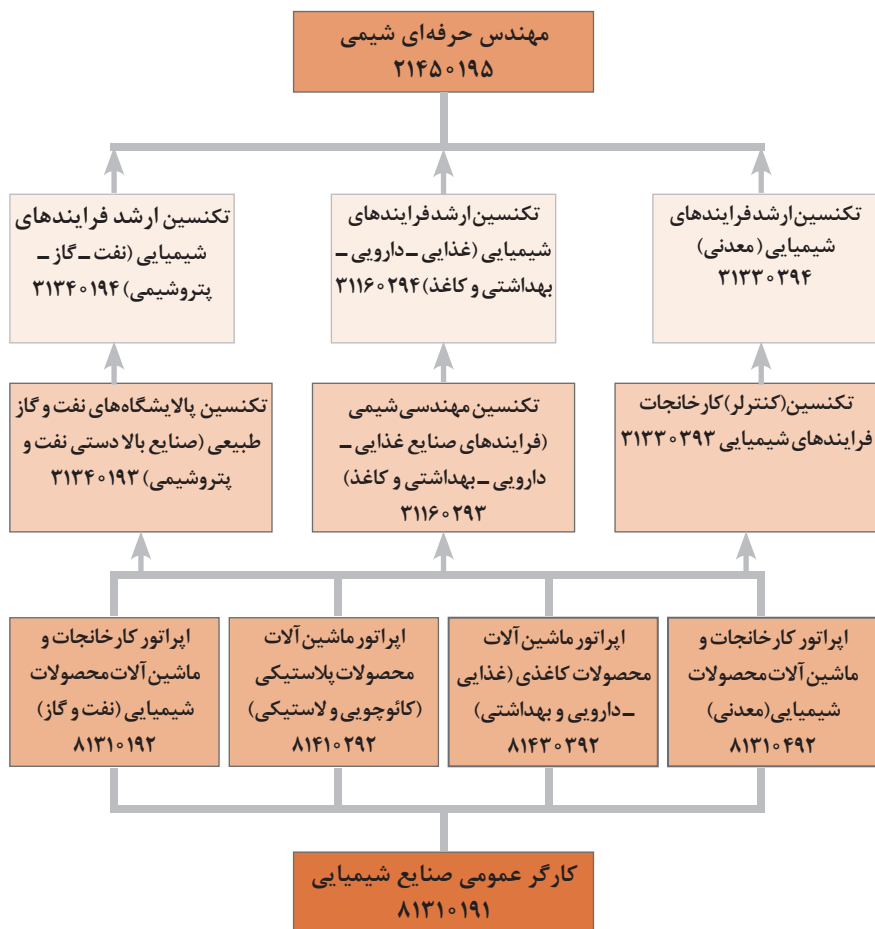 مهندس حرفه‌ای شیمی
۲۱۴۵۰۱۹۵
تکنسین ارشد فرایندهای
شیمیایی (معدنی)
۳۱۳۳۰۳۹۴
تکنسین ارشد فرایندهای
شیمیایی (غذایی ـ دارویی ـ
بهداشتی و کاغذ) ۳۱۱۶۰۲۹۴
تکنسین ارشد فرایندهای
شیمیایی (نفت ـ گاز ـ
پتروشیمی) ۳۱۳۴۰۱۹۴
تکنسین (کنترلر) کارخانجات
فرایندهای شیمیایی ۳۱۳۳۰۳۹۳
تکنسین مهندسی شیمی
(فرایندهای صنایع غذایی ـ
دارویی ـ بهداشتی و کاغذ)
۳۱۱۶۰۲۹۳
تکنسین پالایشگاه‌های نفت و گاز
طبیعی (صنایع بالا دستی نفت و
پتروشیمی) ۳۱۳۴۰۱۹۳
اپراتور کارخانجات و
ماشین آلات محصولات
شیمیایی (معدنی)
۸۱۳۱۰۴۹۲
اپراتور ماشین آلات
محصولات کاغذی (غذایی
ـ دارویی و بهداشتی)
۸۱۴۳۰۳۹۲
اپراتور ماشین آلات
محصولات پلاستیکی
(کائوچویی و لاستیکی)
۸۱۴۱۰۲۹۲
اپراتور کارخانجات و
ماشین آلات محصولات
شیمیایی (نفت و گاز)
۸۱۳۱۰۱۹۲
کارگر عمومی صنایع شیمیایی
۸۱۳۱۰۱۹۱